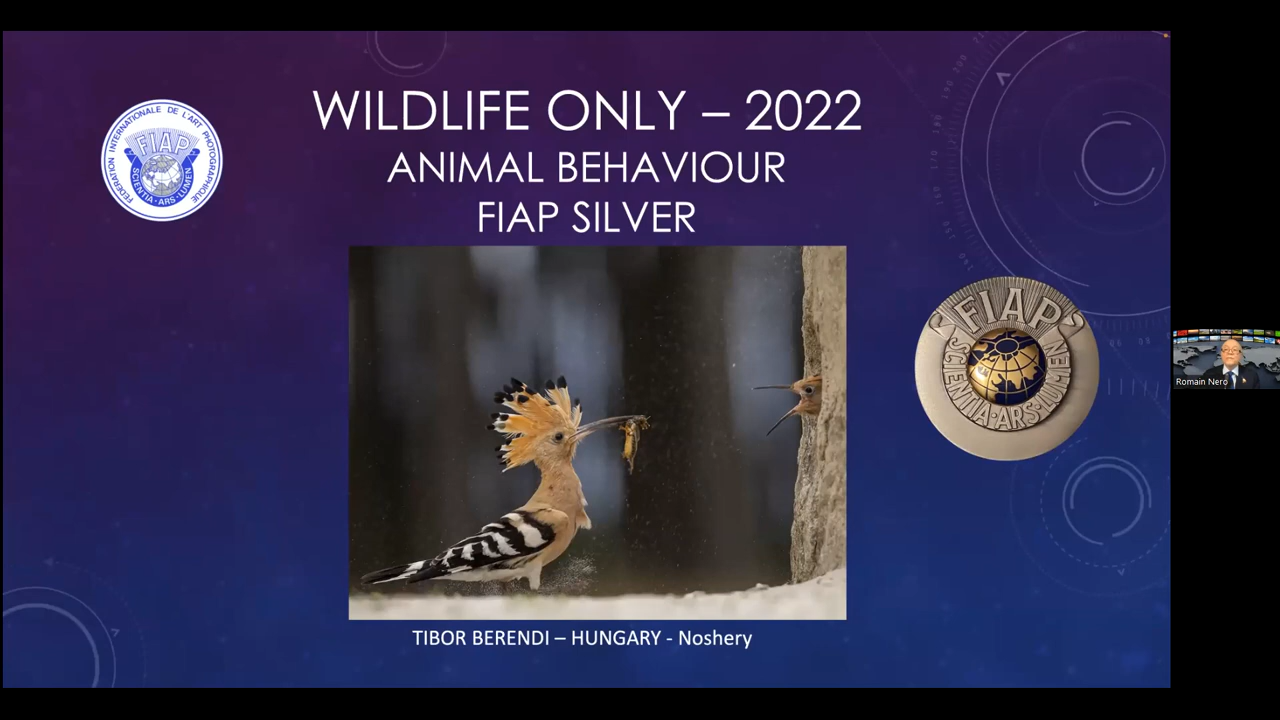 WILDLIFE ONLY – 2022
ANIMAL BEHAVIOUR
FIAP SILVER
FEDERATION INTERNATIONALE DE L'ART PHOTOGRAPHIQUE
FIAP
SCIENTIA·ARS·LUMEN
FIAP
SCIENTIA·ARS·LUMEN
Romain Nero
TIBOR BERENDI – HUNGARY - Noshery